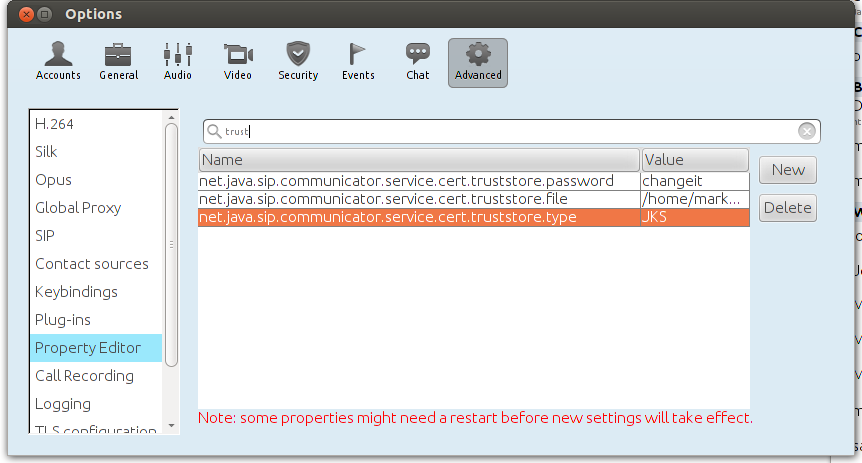 Options
Accounts General Audio Video Security Events Chat Advanced
H.264
Silk
Opus
Global Proxy
SIP
Contact sources
Keybindings
Plug-ins
Property Editor
Call Recording
Logging
TLS configuration
trust
Name Value
net.java.sip.communicator.service.cert.truststore.password changeit
net.java.sip.communicator.service.cert.truststore.file /home/mark...
net.java.sip.communicator.service.cert.truststore.type JKS
New
Delete
Note: some properties might need a restart before new settings will take effect.